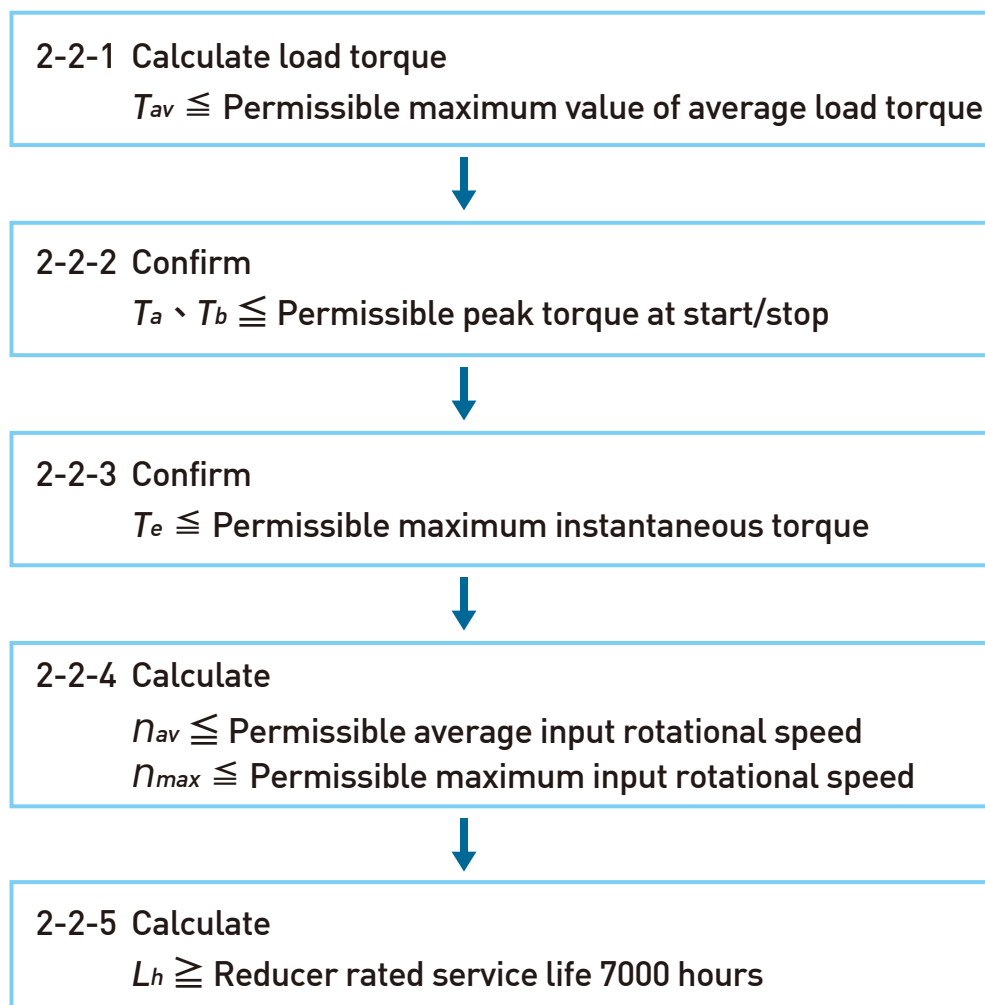 2-2-1 Calculate load torque
Tav ≦ Permissible maximum value of average load torque
2-2-2 Confirm
Ta、Tb ≦ Permissible peak torque at start/stop
2-2-3 Confirm
Te ≦ Permissible maximum instantaneous torque
2-2-4 Calculate
nav ≦ Permissible average input rotational speed
nmax ≦ Permissible maximum input rotational speed
2-2-5 Calculate
Lh ≧ Reducer rated service life 7000 hours